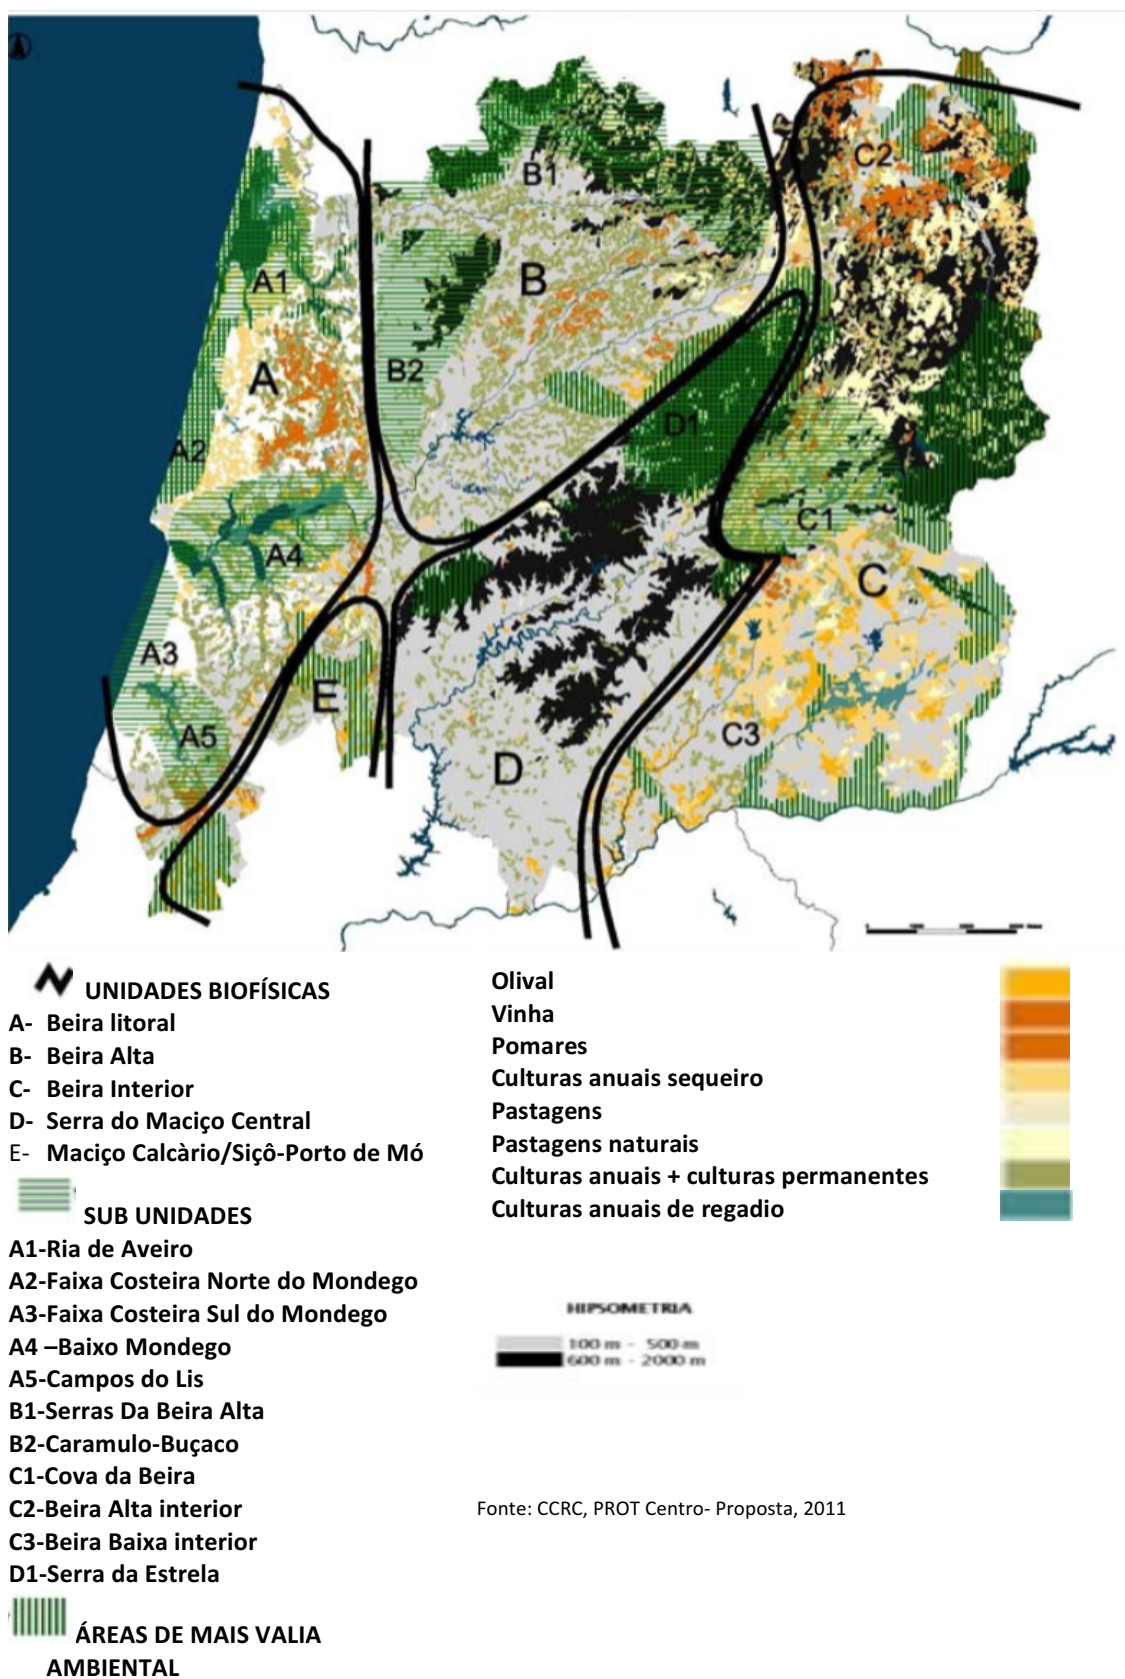 B1
C2
A1
B
A
B2
A2
D1
C1
A4
C
A3
E
A5
C3
D
UNIDADES BIOFÍSICAS
A- Beira litoral
B- Beira Alta
C- Beira Interior
D- Serra do Maciço Central
E- Maciço Calcàrio/Siçô-Porto de Mó
SUB UNIDADES
A1-Ria de Aveiro
A2-Faixa Costeira Norte do Mondego
A3-Faixa Costeira Sul do Mondego
A4 –Baixo Mondego
A5-Campos do Lis
B1-Serras Da Beira Alta
B2-Caramulo-Buçaco
C1-Cova da Beira
C2-Beira Alta interior
C3-Beira Baixa interior
D1-Serra da Estrela
ÁREAS DE MAIS VALIA
AMBIENTAL
Olival
Vinha
Pomares
Culturas anuais sequeiro
Pastagens
Pastagens naturais
Culturas anuais + culturas permanentes
Culturas anuais de regadio
HIPSOMETRIA
100 m - 500 m
600 m - 2000 m
Fonte: CCRC, PROT Centro- Proposta, 2011